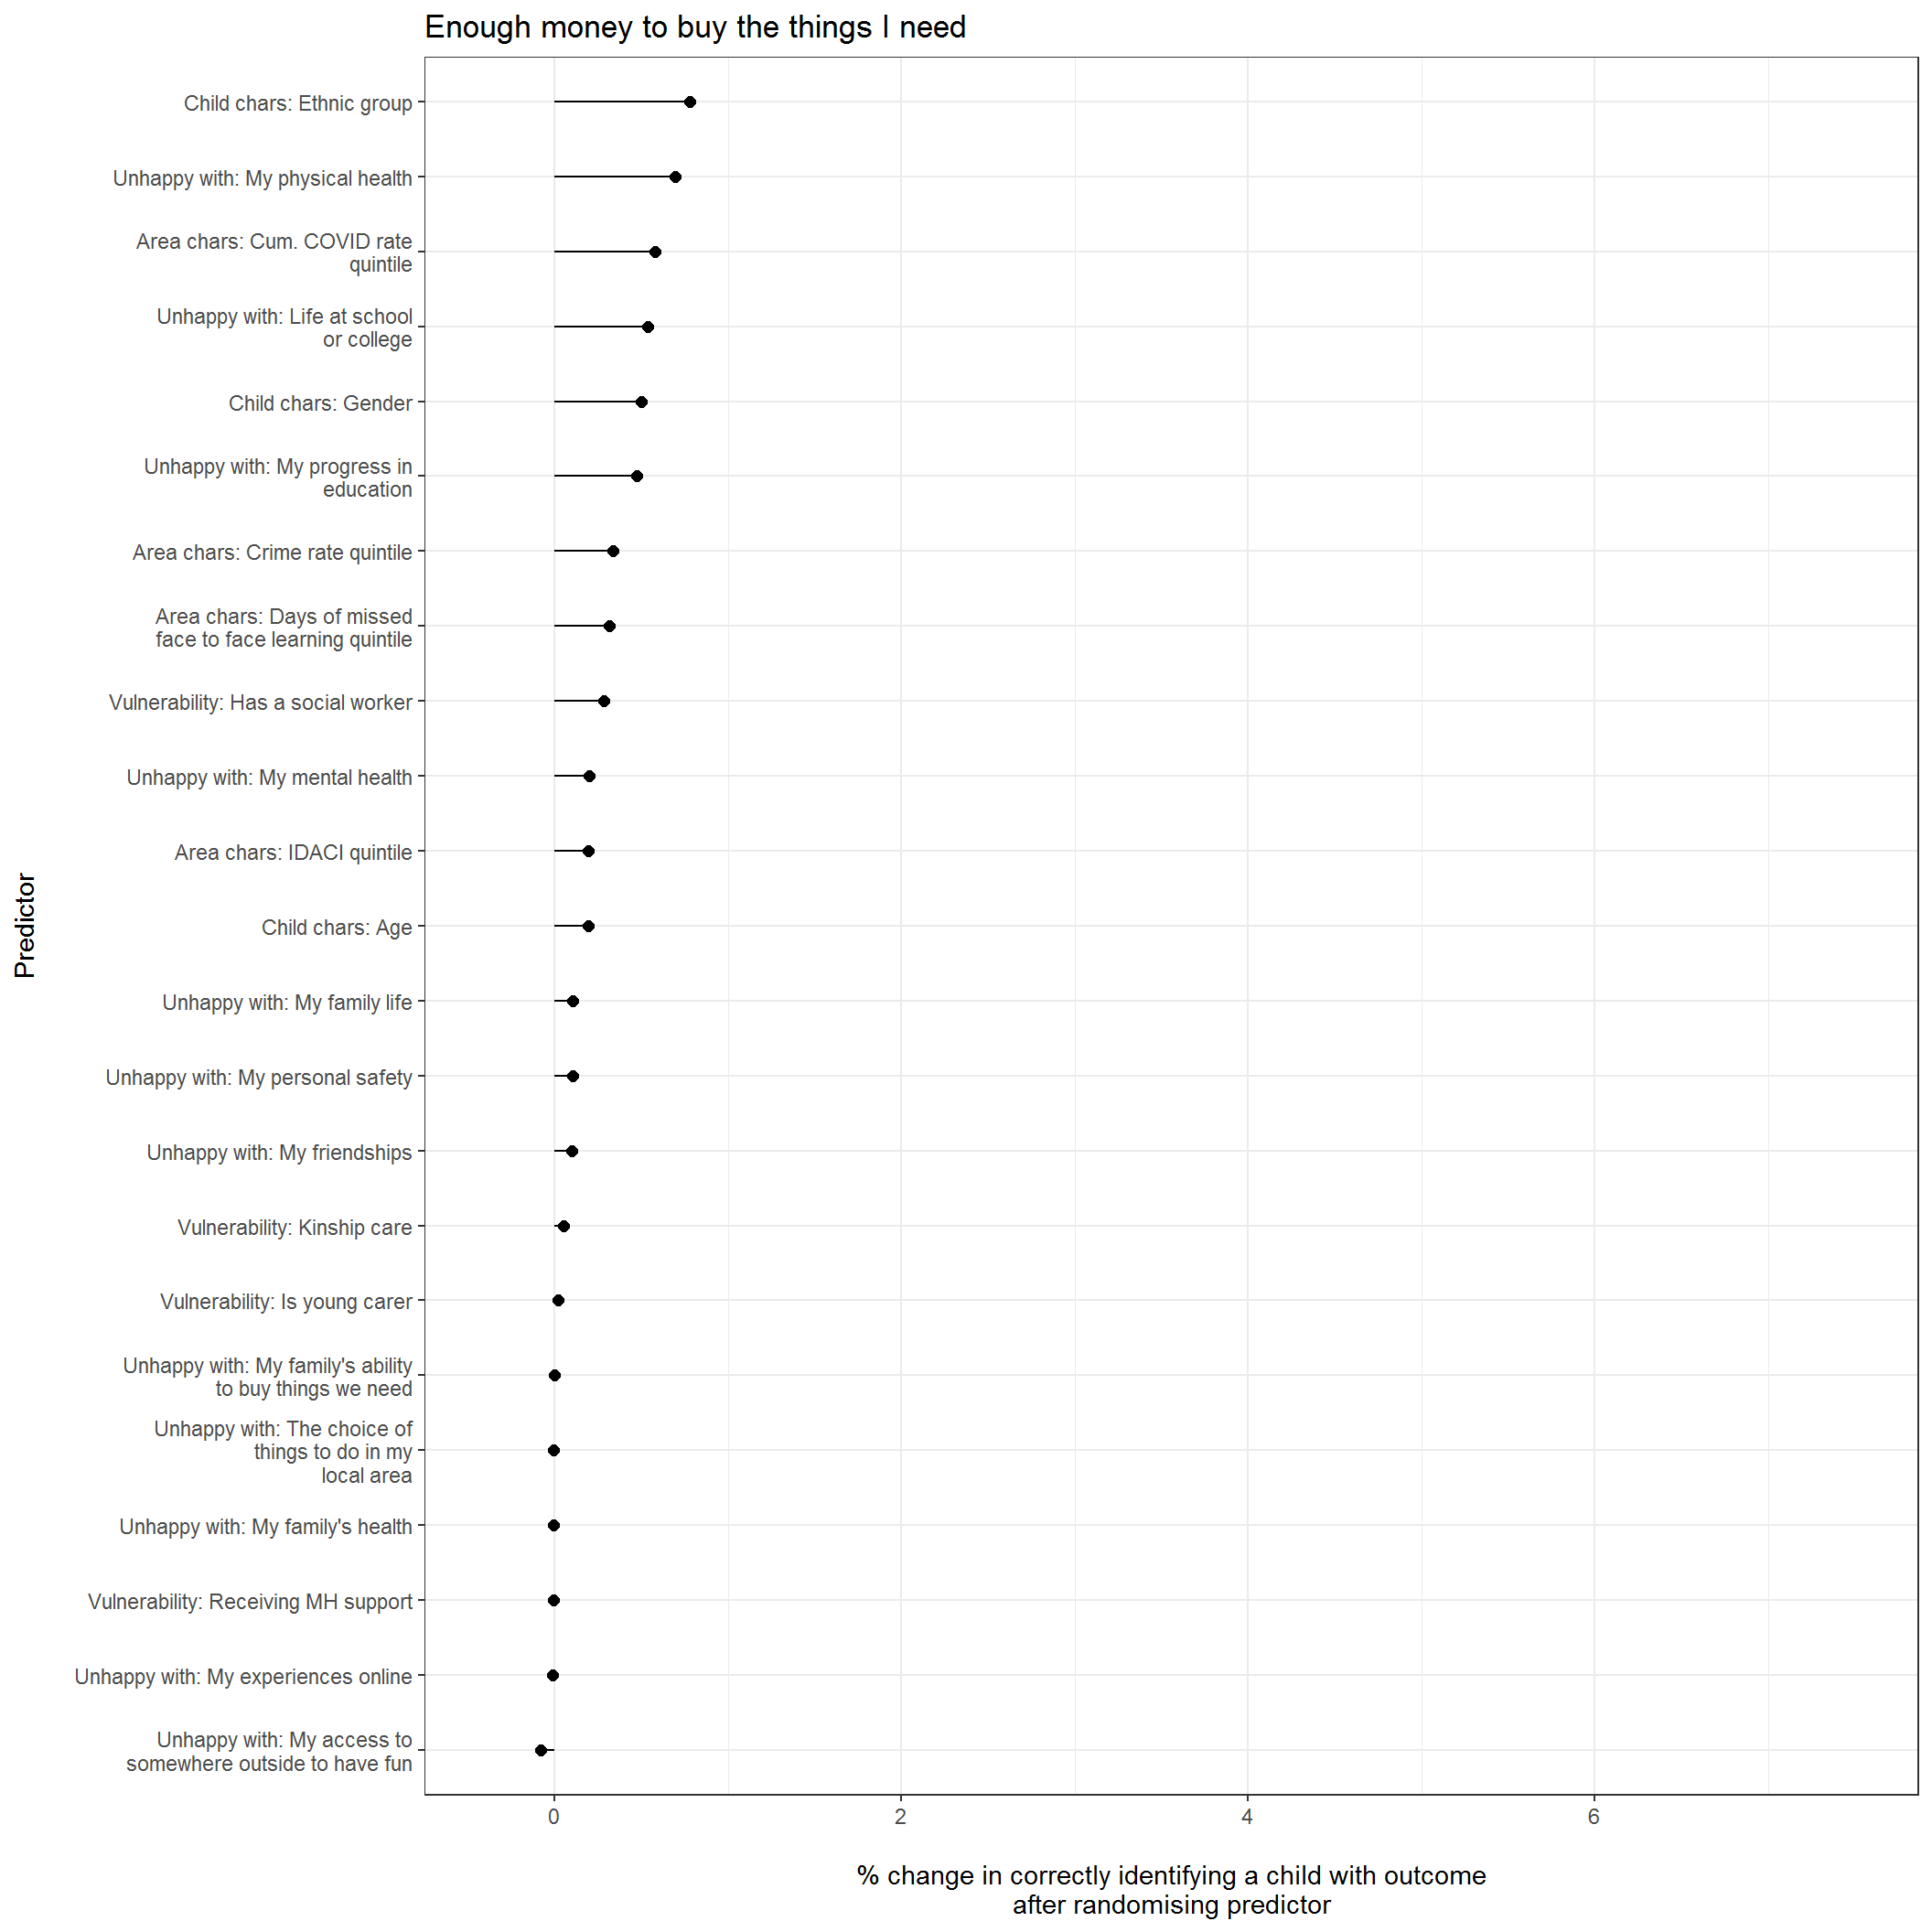 Enough money to buy the things I need
Child chars: Ethnic group
Unhappy with: My physical health
Area chars: Cum. COVID rate
quintile
Unhappy with: Life at school
or college
Child chars: Gender
Unhappy with: My progress in
education
Area chars: Crime rate quintile
Area chars: Days of missed
face to face learning quintile
Vulnerability: Has a social worker
Unhappy with: My mental health
Area chars: IDACI quintile
Child chars: Age
Unhappy with: My family life
Unhappy with: My personal safety
Unhappy with: My friendships
Vulnerability: Kinship care
Vulnerability: Is young carer
Unhappy with: My family's ability
to buy things we need
Unhappy with: The choice of
things to do in my
local area
Unhappy with: My family's health
Vulnerability: Receiving MH support
Unhappy with: My experiences online
Unhappy with: My access to
somewhere outside to have fun
Predictor
0 2 4 6
% change in correctly identifying a child with outcome
after randomising predictor